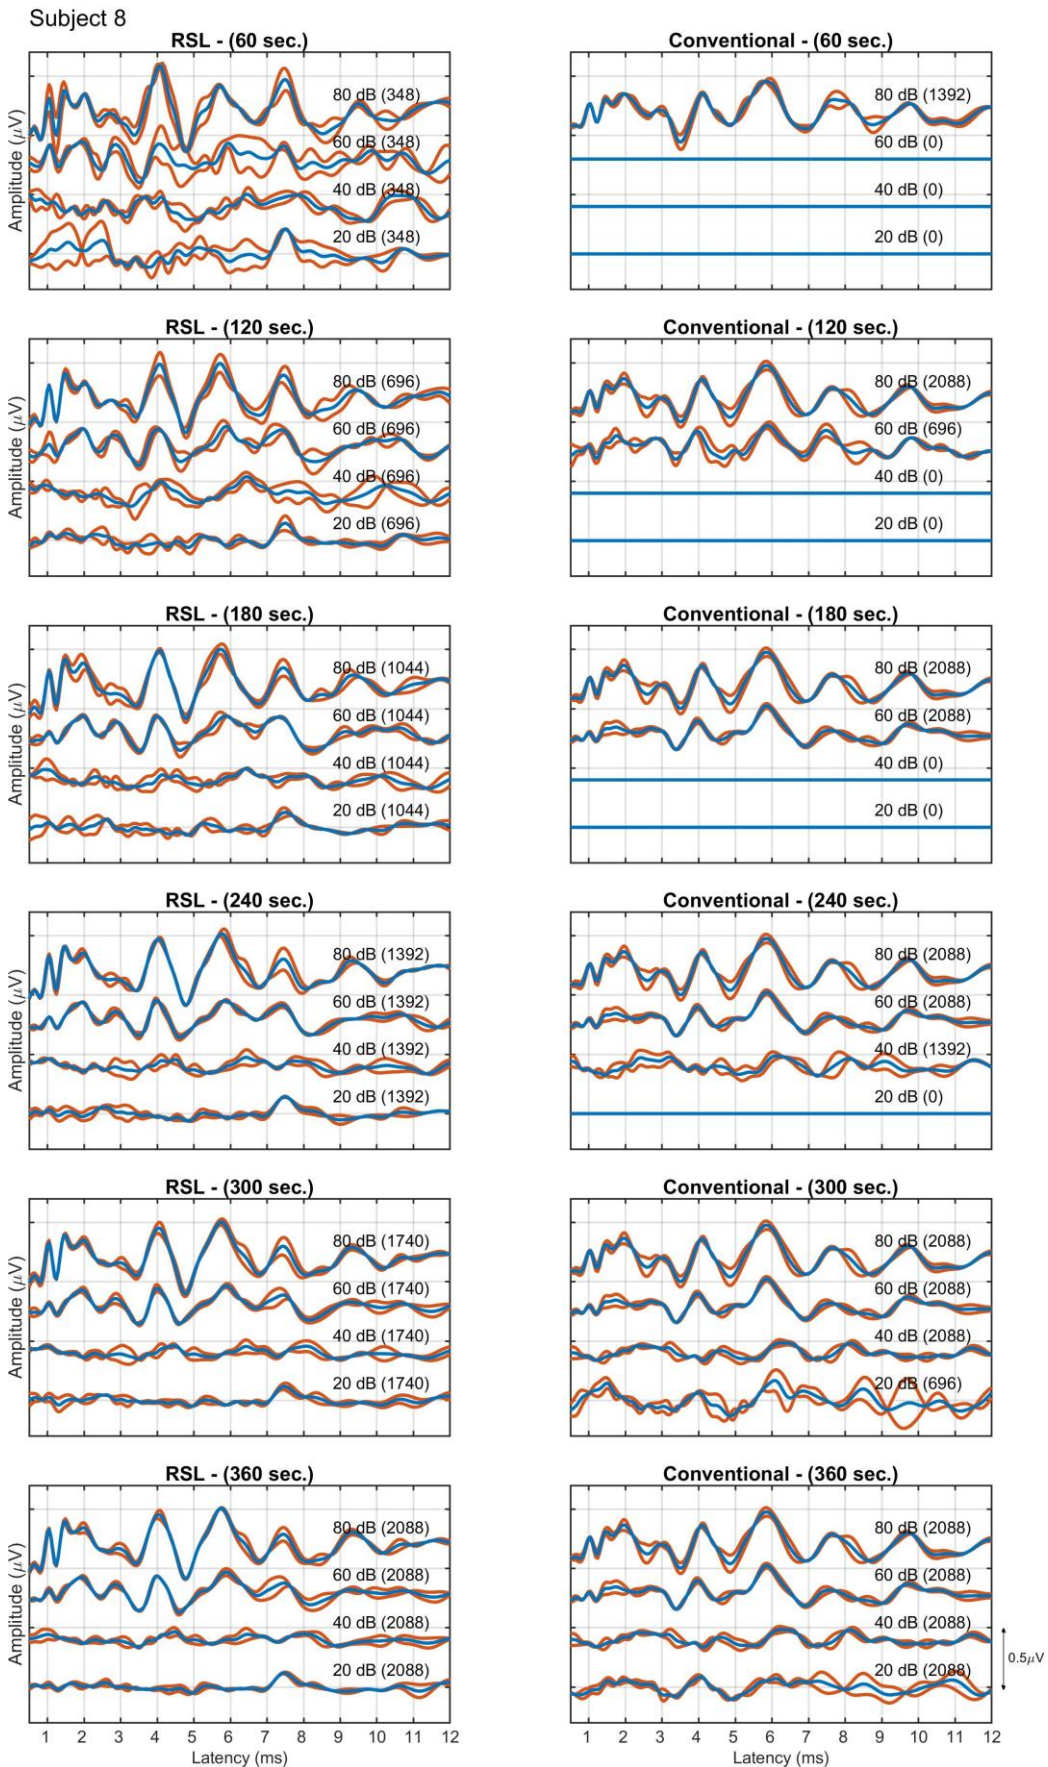 Subject 8
RSL - (60 sec.)
Conventional - (60 sec.)
Amplitude (μV)
80 dB (348)
60 dB (348)
40 dB (348)
20 dB (348)
80 dB (1392)
60 dB (0)
40 dB (0)
20 dB (0)
RSL - (120 sec.)
Conventional - (120 sec.)
Amplitude (μV)
80 dB (696)
60 dB (696)
40 dB (696)
20 dB (696)
80 dB (2088)
60 dB (696)
40 dB (0)
20 dB (0)
RSL - (180 sec.)
Conventional - (180 sec.)
Amplitude (μV)
80 dB (1044)
60 dB (1044)
40 dB (1044)
20 dB (1044)
80 dB (2088)
60 dB (2088)
40 dB (0)
20 dB (0)
RSL - (240 sec.)
Conventional - (240 sec.)
Amplitude (μV)
80 dB (1392)
60 dB (1392)
40 dB (1392)
20 dB (1392)
80 dB (2088)
60 dB (2088)
40 dB (1392)
20 dB (0)
RSL - (300 sec.)
Conventional - (300 sec.)
Amplitude (μV)
80 dB (1740)
60 dB (1740)
40 dB (1740)
20 dB (1740)
80 dB (2088)
60 dB (2088)
40 dB (2088)
20 dB (696)
RSL - (360 sec.)
Conventional - (360 sec.)
Amplitude (μV)
80 dB (2088)
60 dB (2088)
40 dB (2088)
20 dB (2088)
80 dB (2088)
60 dB (2088)
40 dB (2088)
20 dB (2088)
0.5μV
1 2 3 4 5 6 7 8 9 10 11 12
Latency (ms)
1 2 3 4 5 6 7 8 9 10 11 12
Latency (ms)